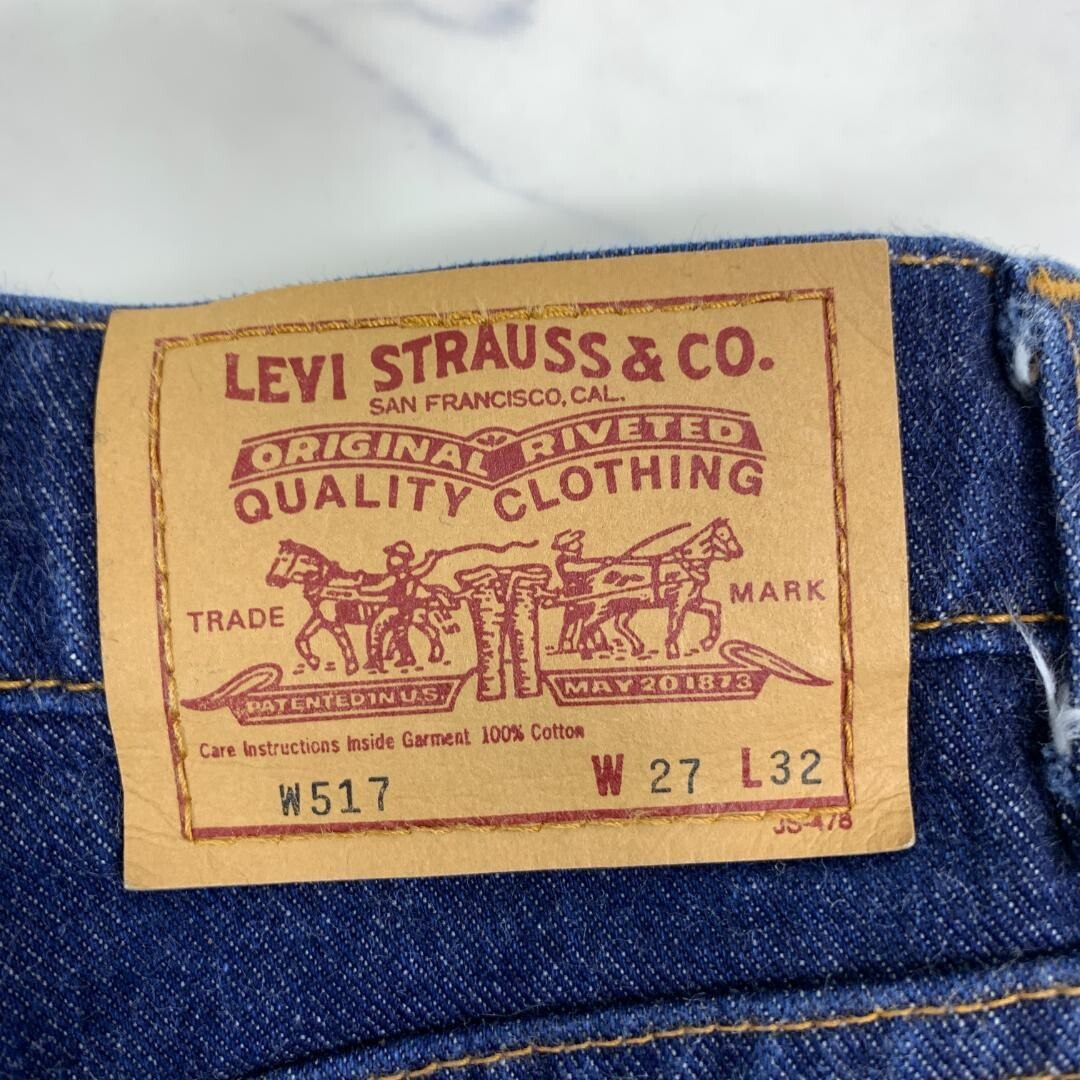 LEVI STRAUSS & CO.
SAN FRANCISCO, CAL.
ORIGINAL RIVETED
QUALITY CLOTHING
TRADE MARK
PATENTED IN U.S. MAY 20 1873
Care Instructions Inside Garment 100% Cotton
W517 W 27 L32
JS-478